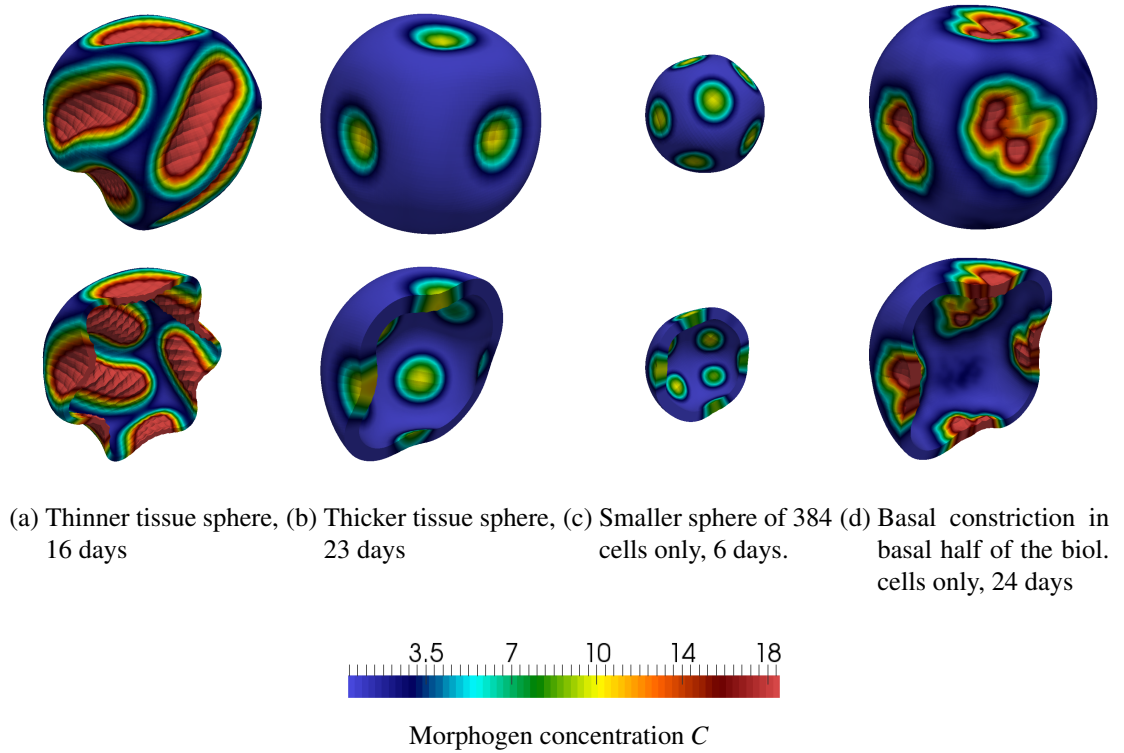 (a) Thinner tissue sphere, (b) Thicker tissue sphere, (c) Smaller sphere of 384 (d) Basal constriction in
16 days 23 days cells only, 6 days. basal half of the biol.
cells only, 24 days
3.5 7 10 14 18
Morphogen concentration C